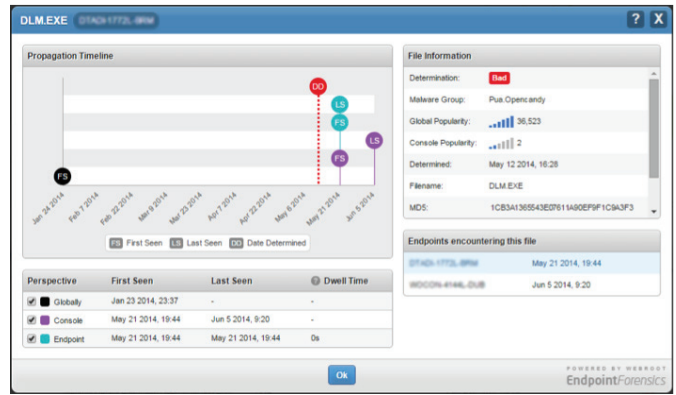 DLM.EXE
? X
Propagation Timeline
DD
LS
FS
LS
FS
FS
Jan 24 2014
Feb 7 2014
Feb 22 2014
Mar 9 2014
Mar 23 2014
Apr 7 2014
Apr 22 2014
May 6 2014
May 21 2014
Jun 5 2014
FS First Seen LS Last Seen DD Date Determined
File Information
Determination: Bad
Malware Group: Pua.Opencandy
Global Popularity: 36,523
Console Popularity: 2
Determined: May 12 2014, 16:28
Filename: DLM.EXE
MD5: 1CB3A1365543E07611A90EF9F1C9A3F3
Endpoints encountering this file
May 21 2014, 19:44
Jun 5 2014, 9:20
Perspective First Seen Last Seen ? Dwell Time
Globally Jan 23 2014, 23:37 - -
Console May 21 2014, 19:44 Jun 5 2014, 9:20 -
Endpoint May 21 2014, 19:44 May 21 2014, 19:44 0s
Ok
POWERED BY WEBROOT
EndpointForensics